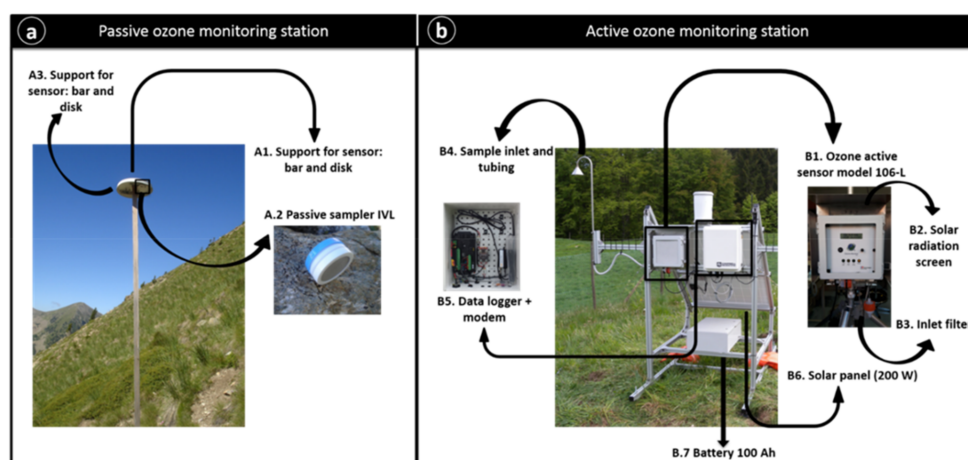 a
Passive ozone monitoring station
A3. Support for
sensor: bar and
disk
A1. Support for sensor:
bar and disk
A.2 Passive sampler IVL
b
Active ozone monitoring station
B4. Sample inlet and
tubing
B1. Ozone active
sensor model 106-L
B2. Solar
radiation
screen
B5. Data logger +
modem
B3. Inlet filter
B6. Solar panel (200 W)
B.7 Battery 100 Ah